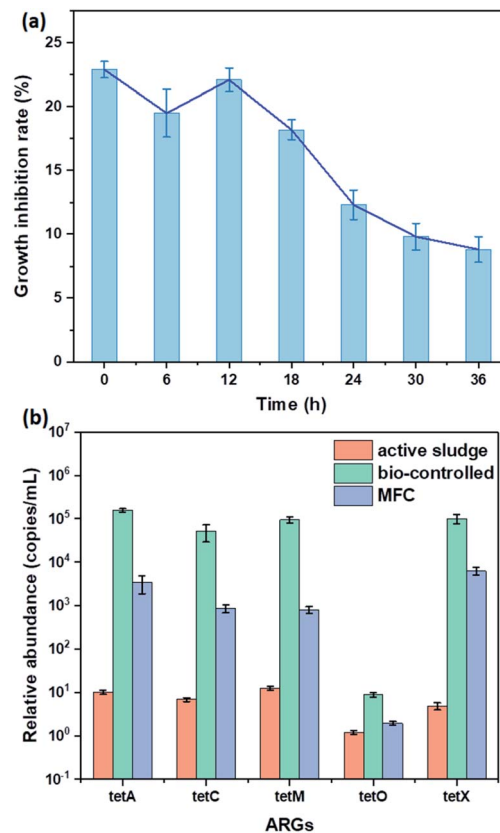 (a)
Growth inhibition rate (%)
25
20
15
10
5
0
0 6 12 18 24 30 36
Time (h)
(b)
Relative abundance (copies/mL)
10^7
10^6
10^5
10^4
10^3
10^2
10^1
10^0
10^-1
active sludge
bio-controlled
MFC
tetA tetC tetM tetO tetX
ARGs